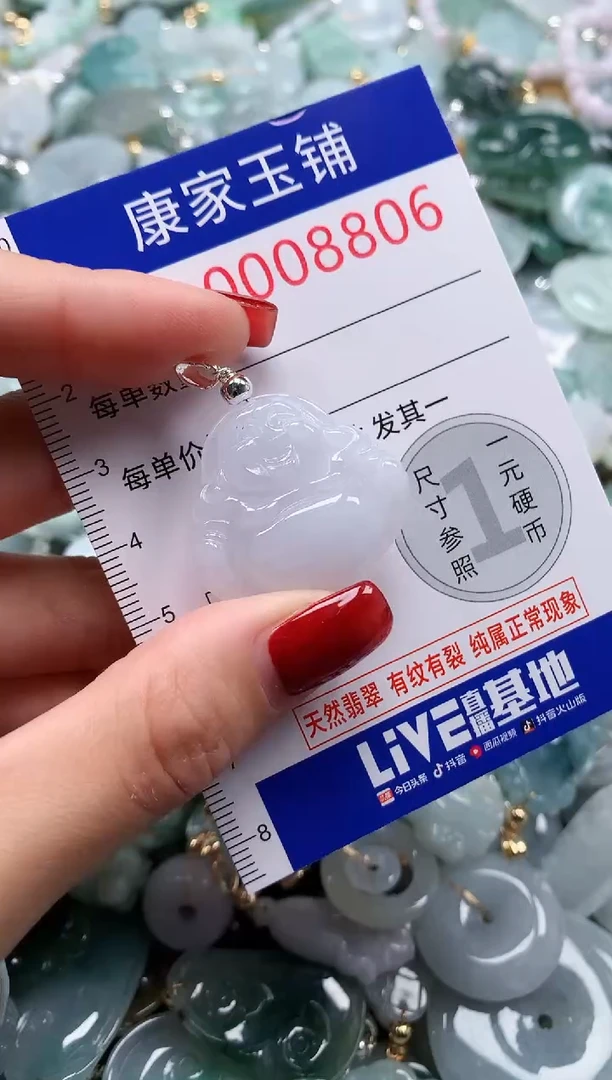 康家玉铺
0008806
每单数
每单价
发其一
尺寸参照
1
一元硬币
2
3
4
5
8
天然翡翠 有纹有裂 纯属正常现象
LiVE直播基地
今日头条 抖音 西瓜视频 抖音火山版